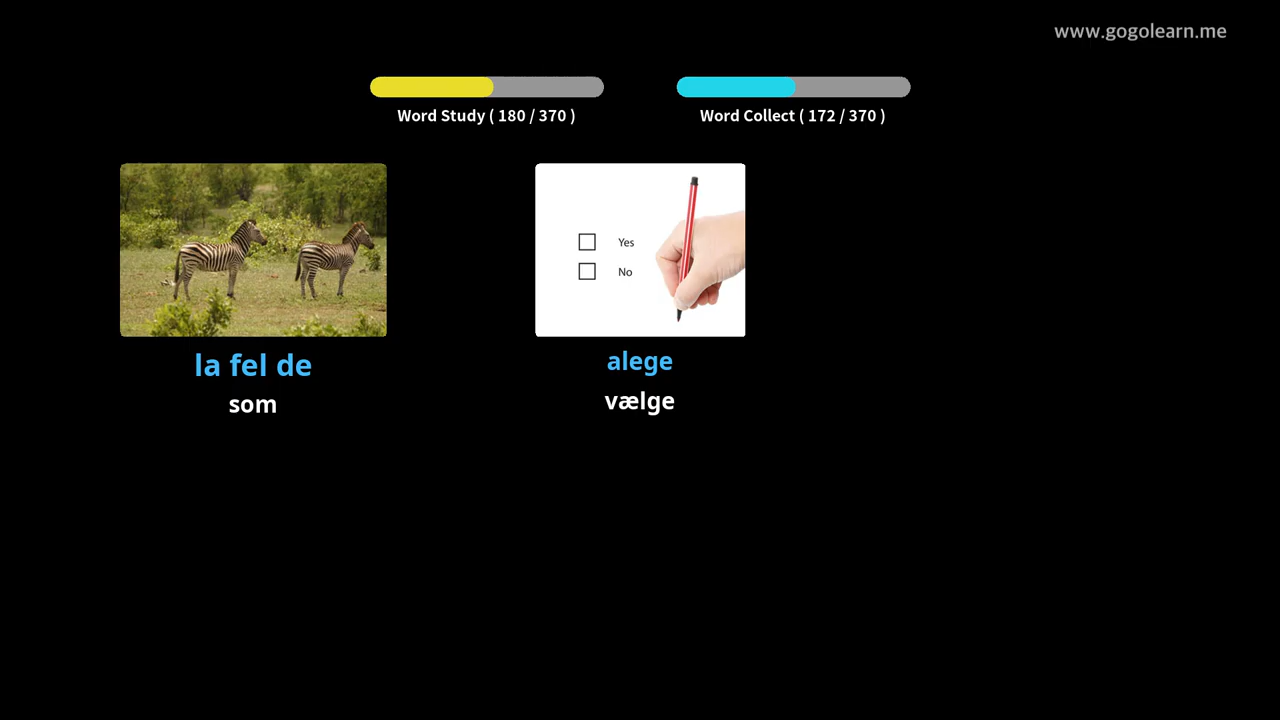 www.gogolearn.me
Word Study ( 180 / 370 )
Word Collect ( 172 / 370 )
Yes
No
la fel de
som
alege
vælge